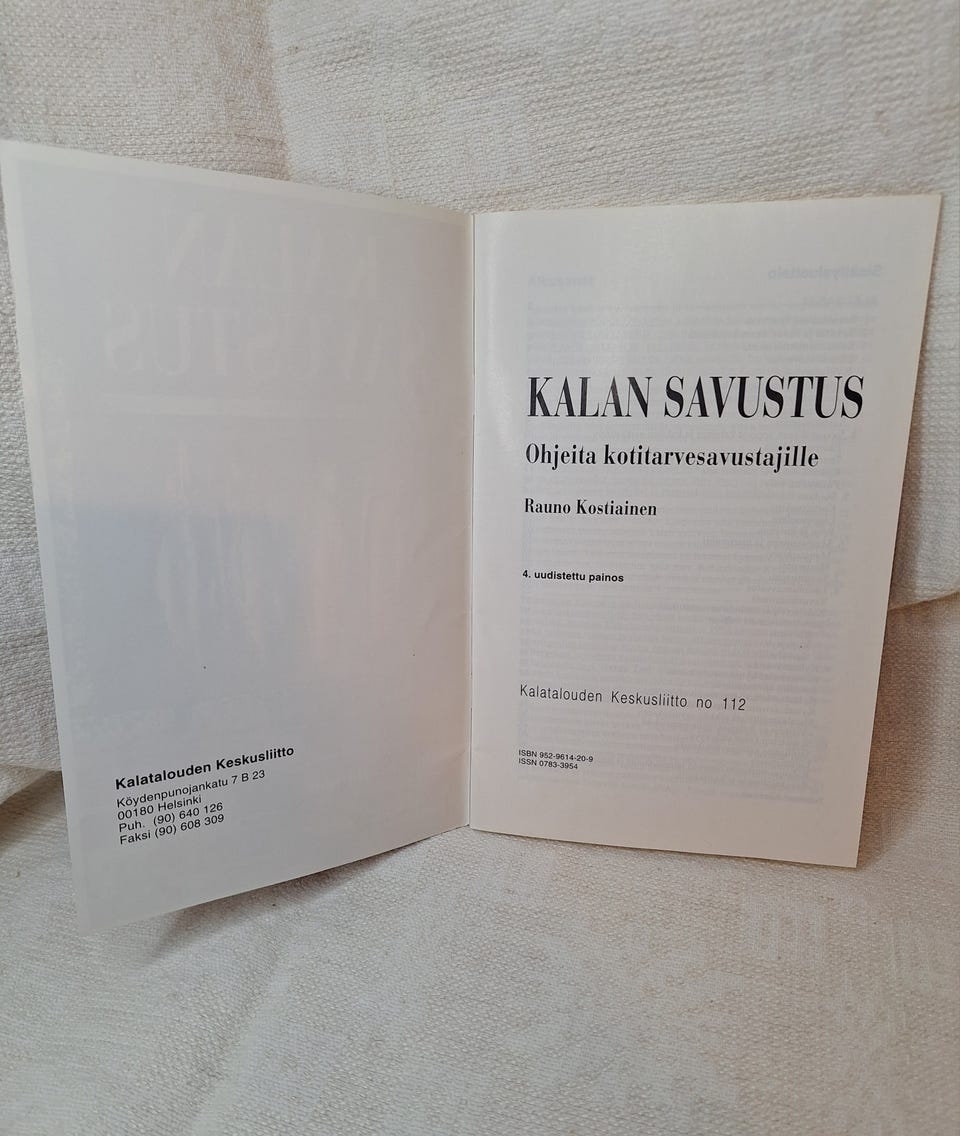 Kalatalouden Keskusliitto
Köydenpunojankatu 7 B 23
00180 Helsinki
Puh. (90) 640 126
Faksi (90) 608 309
KALAN SAVUSTUS
Ohjeita kotitarvesavustajille
Rauno Kostiainen
4. uudistettu painos
Kalatalouden Keskusliitto no 112
ISBN 952-9614-20-9
ISSN 0783-3954